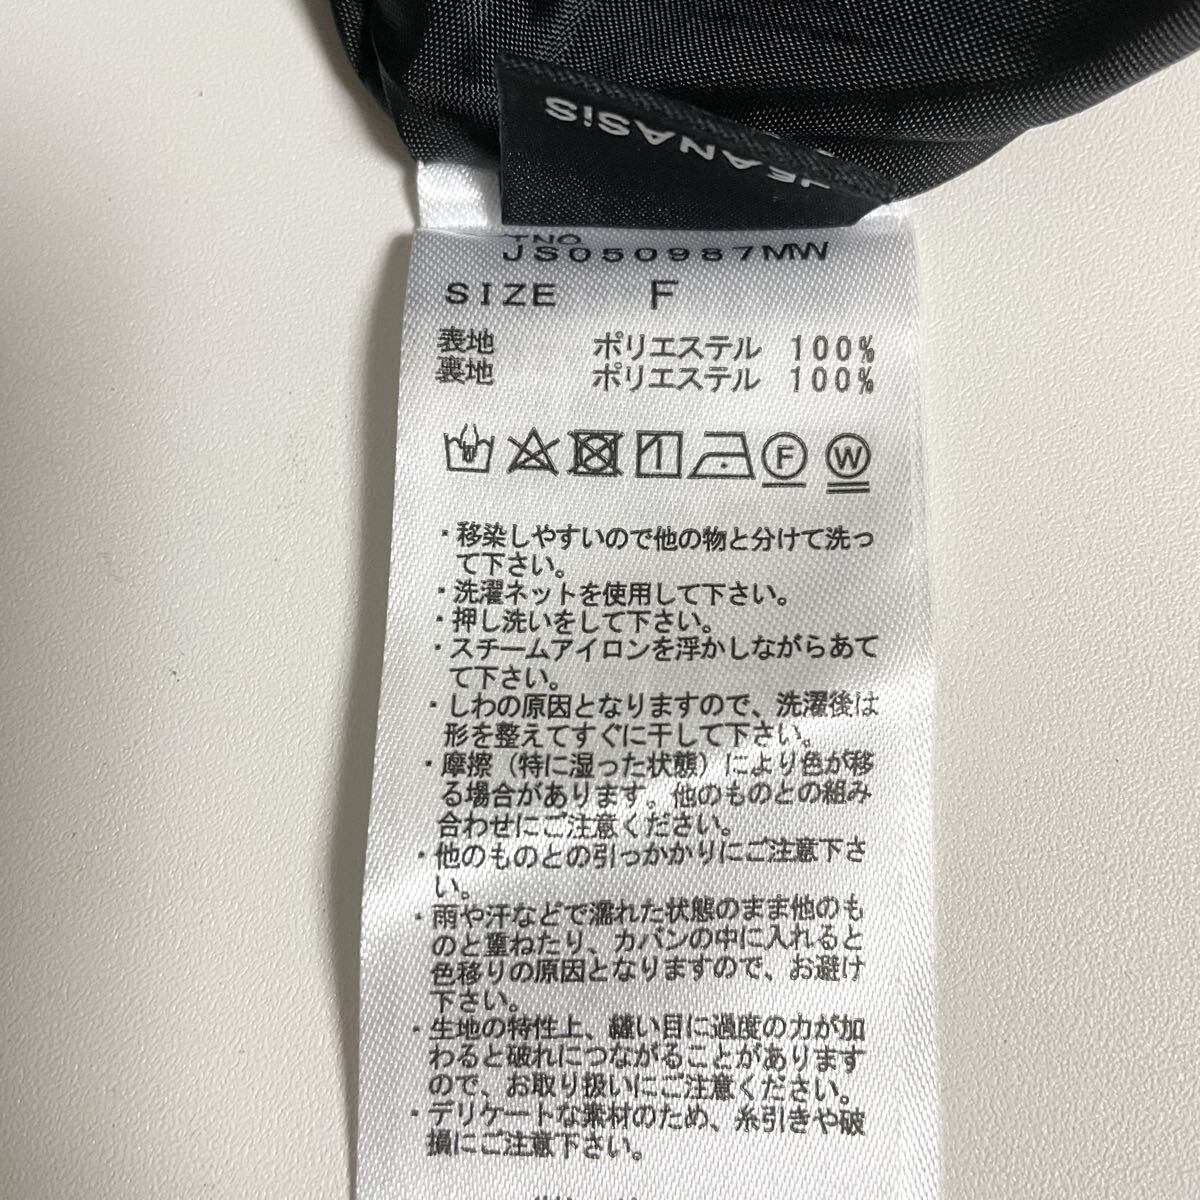 JEANASiS
TNO.
JS050987MW
SIZE F
表地 ポリエステル 100%
裏地 ポリエステル 100%
F W
・移染しやすいので他の物と分けて洗っ
て下さい。
・洗濯ネットを使用して下さい。
・押し洗いをして下さい。
・スチームアイロンを浮かしながらあて
て下さい。
・しわの原因となりますので、洗濯後は
形を整えてすぐに干して下さい。
・摩擦(特に湿った状態)により色が移
る場合があります。他のものとの組み
合わせにご注意ください。
・他のものとの引っかかりにご注意下さ
い。
・雨や汗などで濡れた状態のまま他のも
のと重ねたり、カバンの中に入れると
色移りの原因となりますので、お避け
下さい。
・生地の特性上、縫い目に過度の力が加
わると破れにつながることがあります
ので、お取り扱いにご注意ください。
・デリケートな素材のため、糸引きや破
損にご注意下さい。